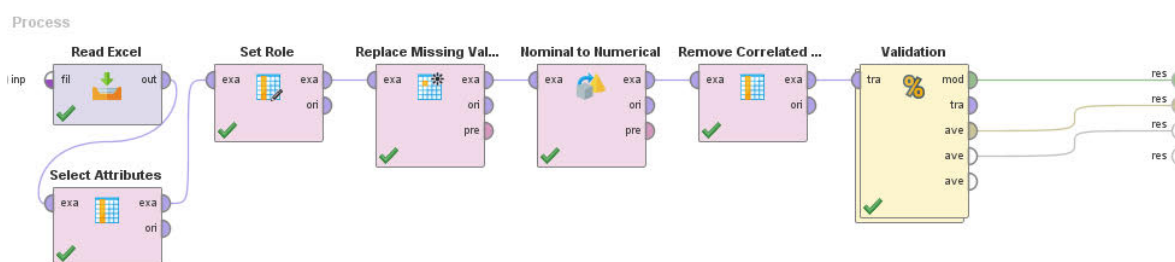 Process
Read Excel
Set Role
Replace Missing Val...
Nominal to Numerical
Remove Correlated ...
Validation
inp
fil
out
exa
exa
ori
exa
exa
ori
pre
exa
exa
ori
pre
exa
exa
ori
tra
%
mod
tra
ave
ave
ave
res
res
res
res
Select Attributes
exa
exa
ori